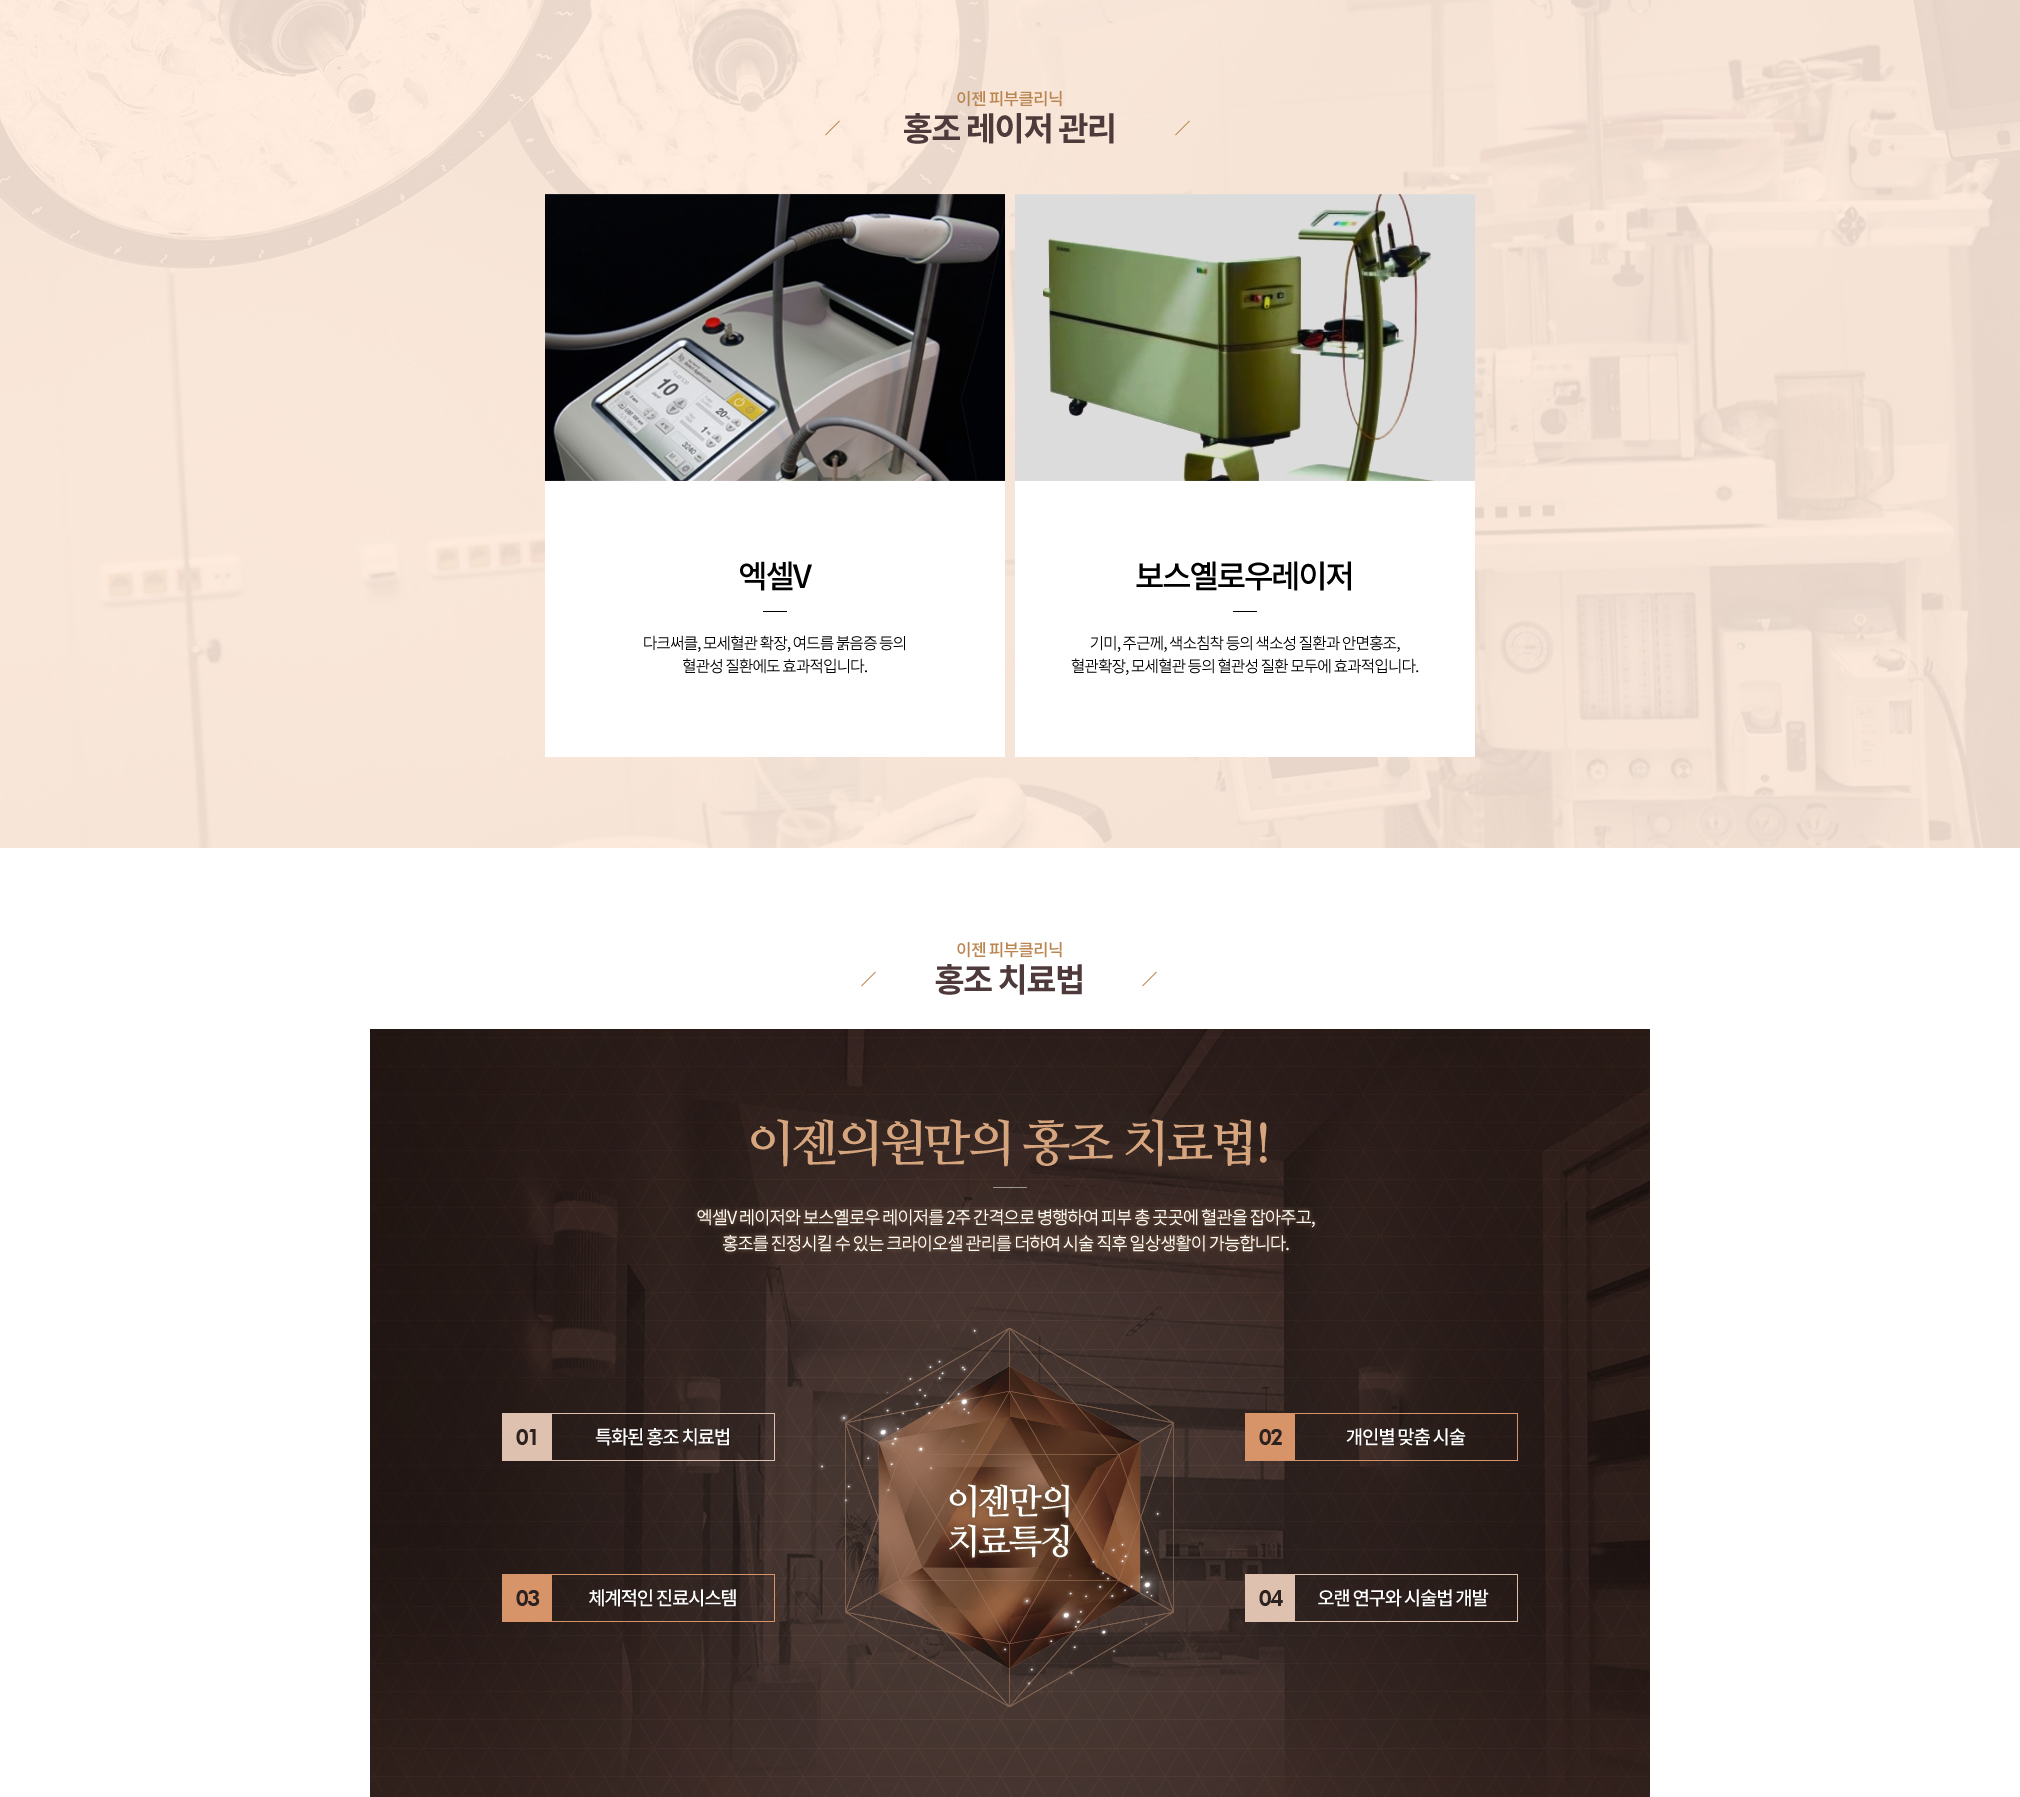 이젠 피부클리닉
홍조 레이저 관리
10
20
1
3240
엑셀V
다크써클, 모세혈관 확장, 여드름 붉음증 등의
혈관성 질환에도 효과적입니다.
보스옐로우레이저
기미, 주근께, 색소침착 등의 색소성 질환과 안면홍조,
혈관확장, 모세혈관 등의 혈관성 질환 모두에 효과적입니다.
이젠 피부클리닉
홍조 치료법
이젠의원만의 홍조 치료법!
엑셀V 레이저와 보스옐로우 레이저를 2주 간격으로 병행하여 피부 총 곳곳에 혈관을 잡아주고,
홍조를 진정시킬 수 있는 크라이오셀 관리를 더하여 시술 직후 일상생활이 가능합니다.
01 특화된 홍조 치료법
02 개인별 맞춤 시술
이젠만의
치료특징
03 체계적인 진료시스템
04 오랜 연구와 시술법 개발